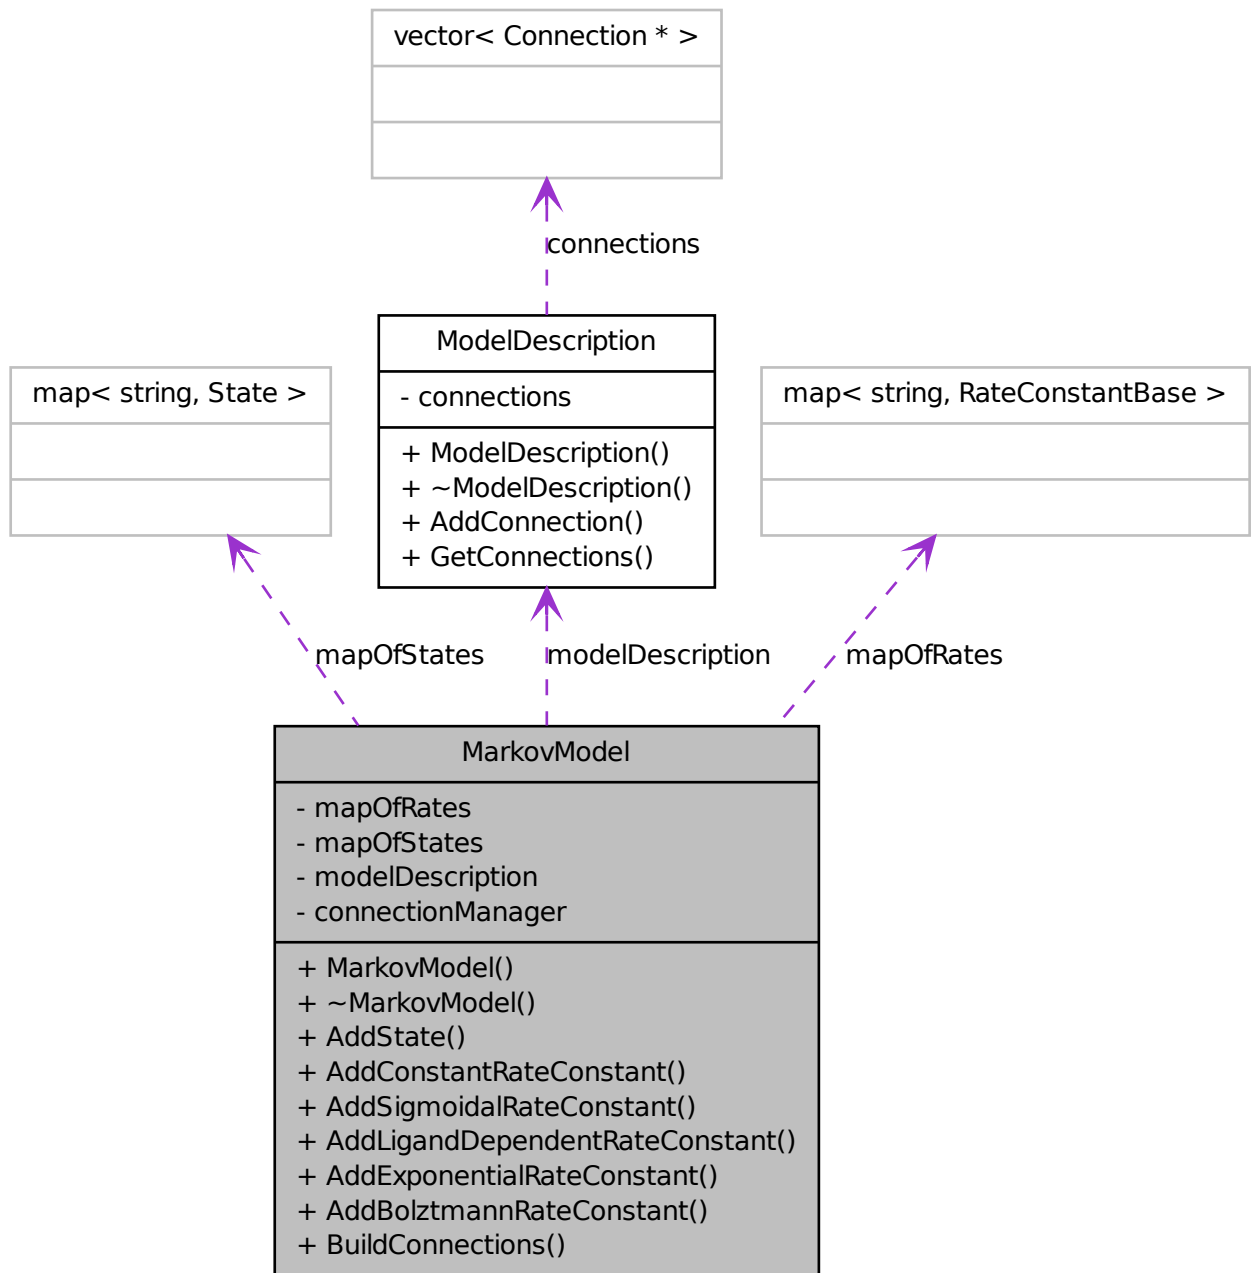 vector< Connection * >
connections
ModelDescription
- connections
+ ModelDescription()
+ ~ModelDescription()
+ AddConnection()
+ GetConnections()
map< string, State >
map< string, RateConstantBase >
mapOfStates
modelDescription
mapOfRates
MarkovModel
- mapOfRates
- mapOfStates
- modelDescription
- connectionManager
+ MarkovModel()
+ ~MarkovModel()
+ AddState()
+ AddConstantRateConstant()
+ AddSigmoidalRateConstant()
+ AddLigandDependentRateConstant()
+ AddExponentialRateConstant()
+ AddBolztmannRateConstant()
+ BuildConnections()